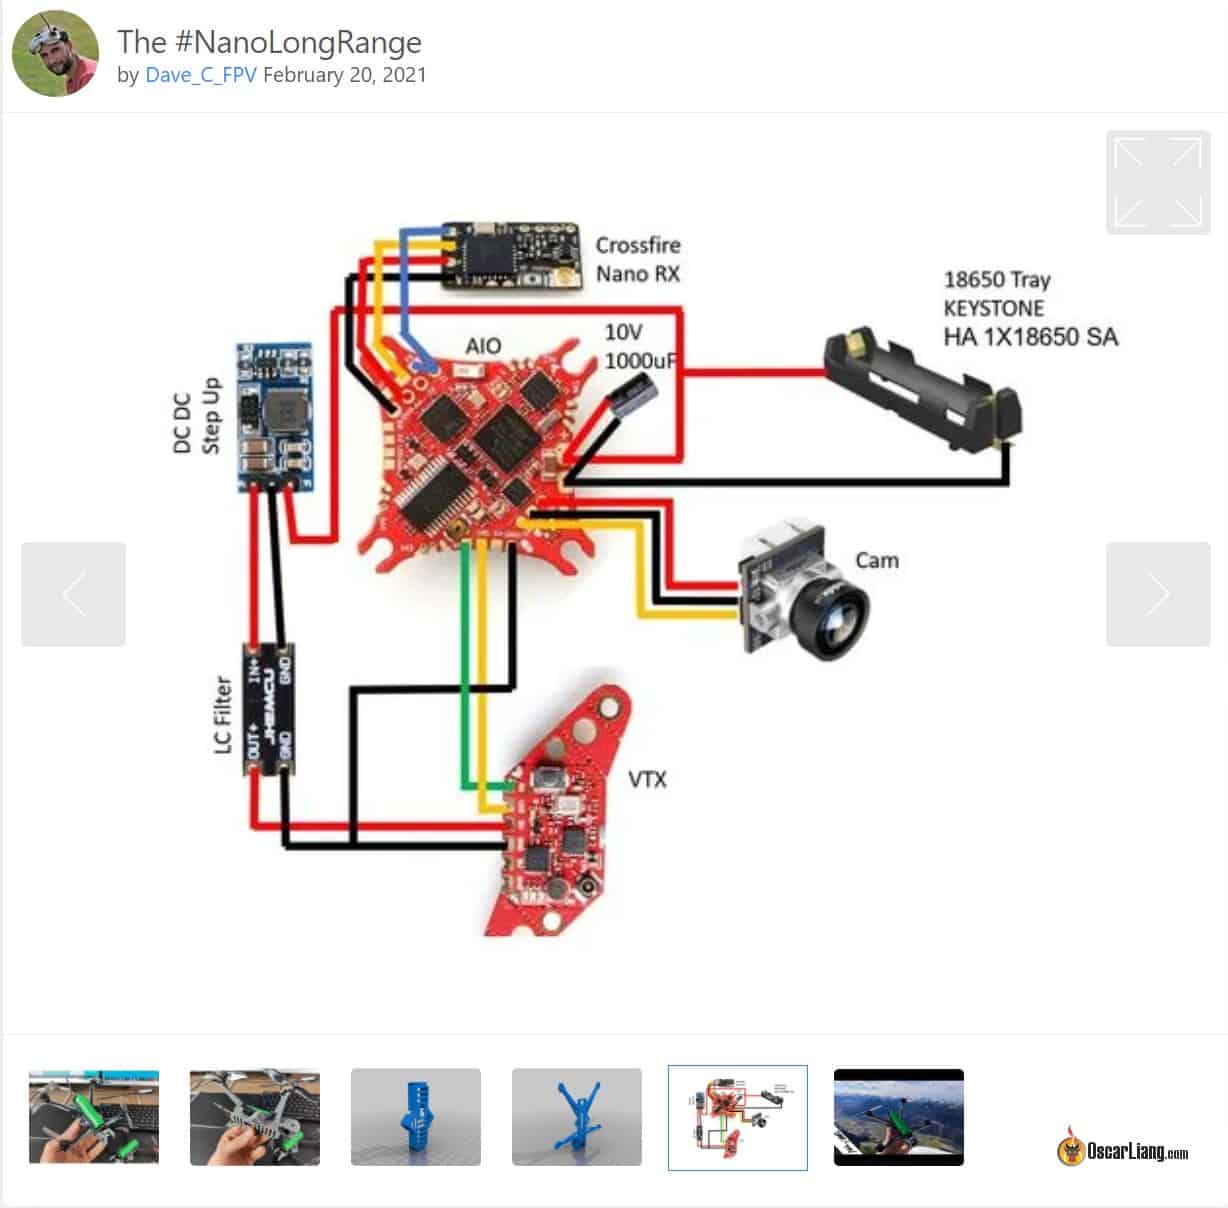 The #NanoLongRange
by Dave_C_FPV February 20, 2021
Crossfire
Nano RX
18650 Tray
KEYSTONE
HA 1X18650 SA
10V
1000uF
AIO
DC DC
Step Up
Cam
LC Filter
IN+
GND
JHEMCU
OUT+
GND
VTX
OscarLiang.com